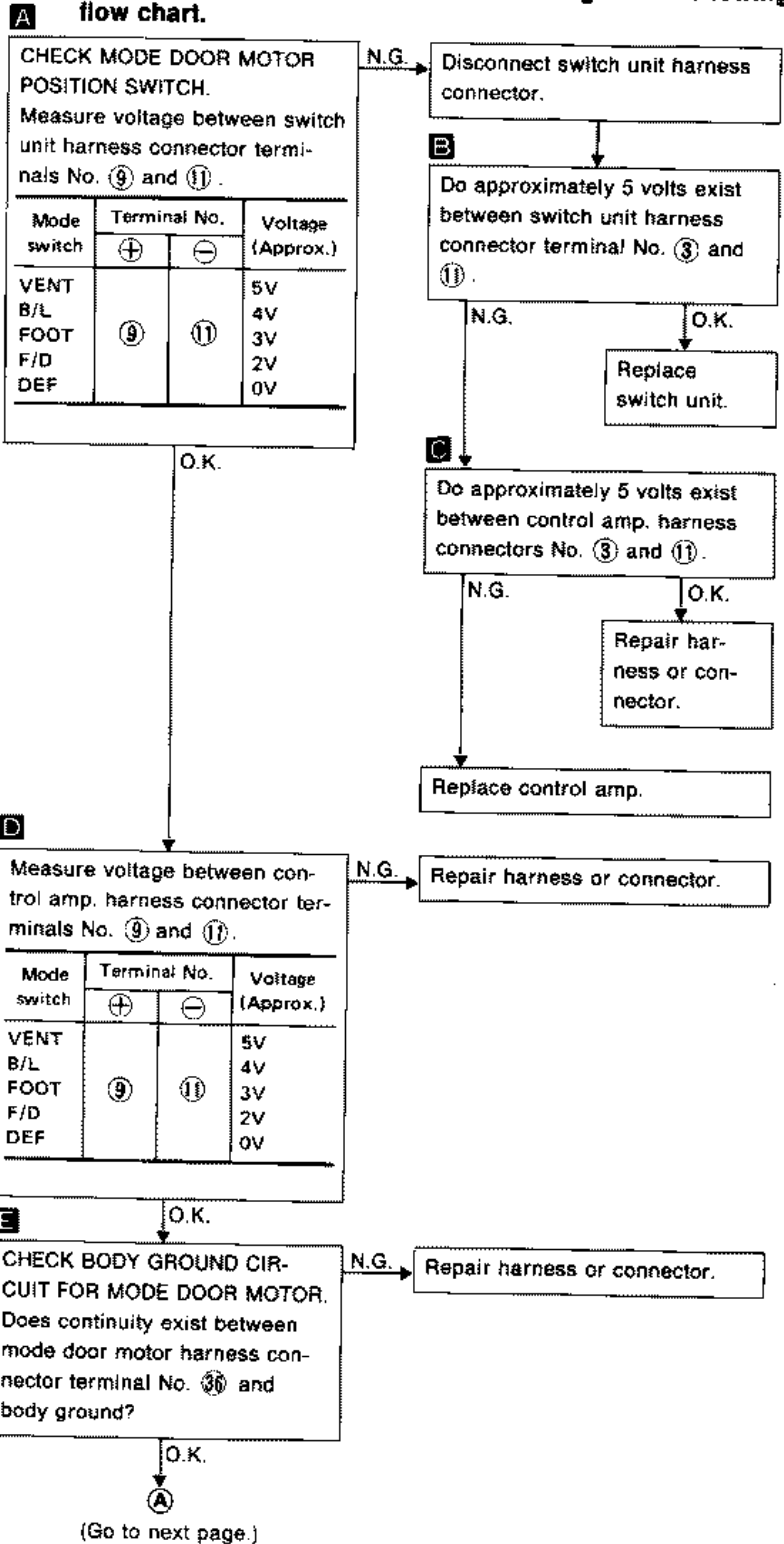 flow chart.
A
CHECK MODE DOOR MOTOR
POSITION SWITCH.
Measure voltage between switch
unit harness connector termi-
nals No. ⑨ and ⑪ .
Mode switch
Terminal No.
⊕ ⊖
Voltage (Approx.)
VENT 5V
B/L 4V
FOOT ⑨ ⑪ 3V
F/D 2V
DEF 0V
N.G.
Disconnect switch unit harness
connector.
B
Do approximately 5 volts exist
between switch unit harness
connector terminal No. ③ and
⑪ .
N.G.
O.K.
Replace
switch unit.
O.K.
C
Do approximately 5 volts exist
between control amp. harness
connectors No. ③ and ⑪ .
N.G.
O.K.
Repair har-
ness or con-
nector.
Replace control amp.
D
Measure voltage between con-
trol amp. harness connector ter-
minals No. ⑨ and ⑪ .
Mode switch
Terminal No.
⊕ ⊖
Voltage (Approx.)
VENT 5V
B/L 4V
FOOT ⑨ ⑪ 3V
F/D 2V
DEF 0V
N.G.
Repair harness or connector.
O.K.
E
CHECK BODY GROUND CIR-
CUIT FOR MODE DOOR MOTOR.
Does continuity exist between
mode door motor harness con-
nector terminal No. ㊱ and
body ground?
N.G.
Repair harness or connector.
O.K.
Ⓐ
(Go to next page.)